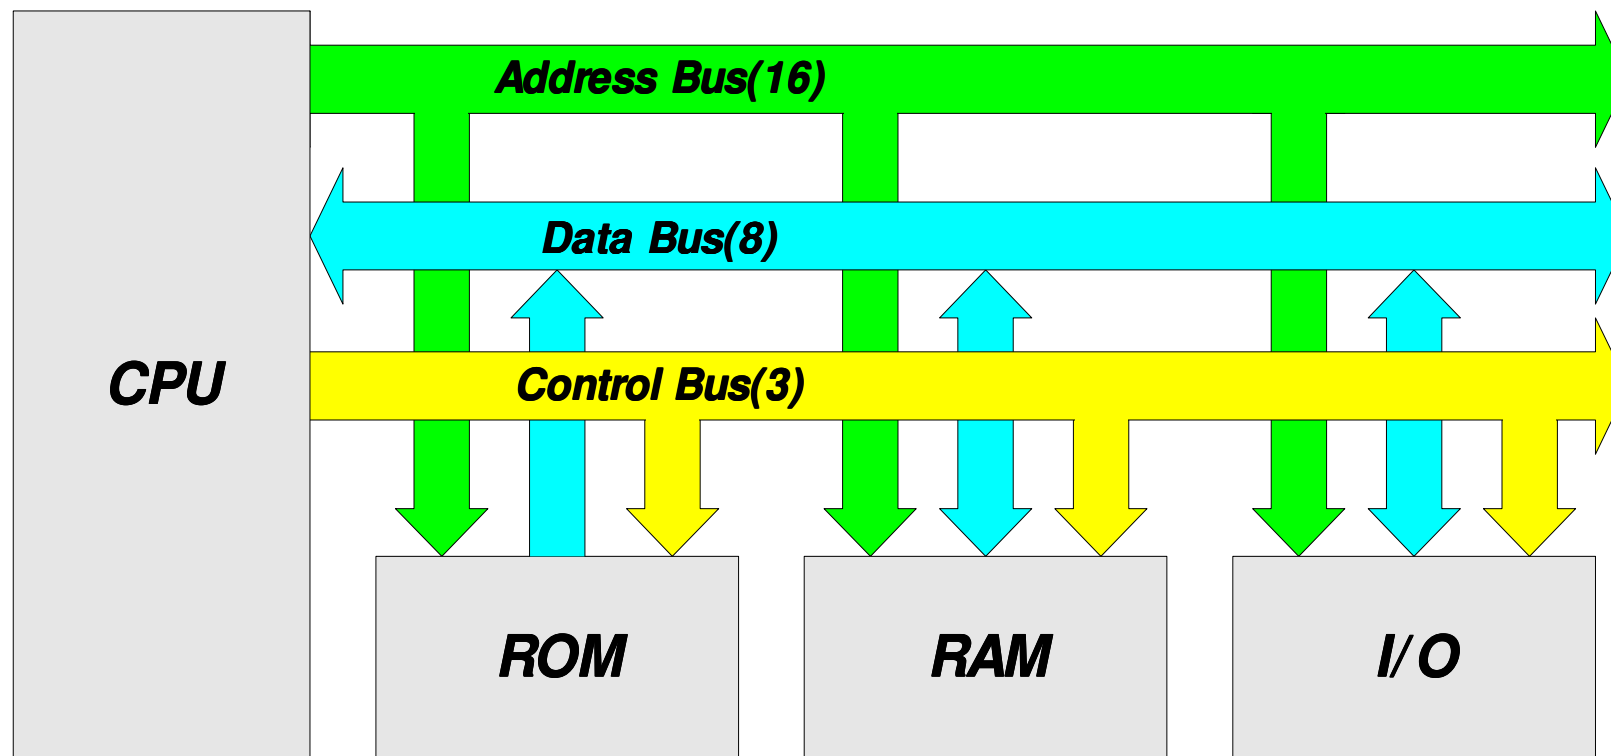 Address Bus(16)
Data Bus(8)
Control Bus(3)
CPU
ROM
RAM
I/O